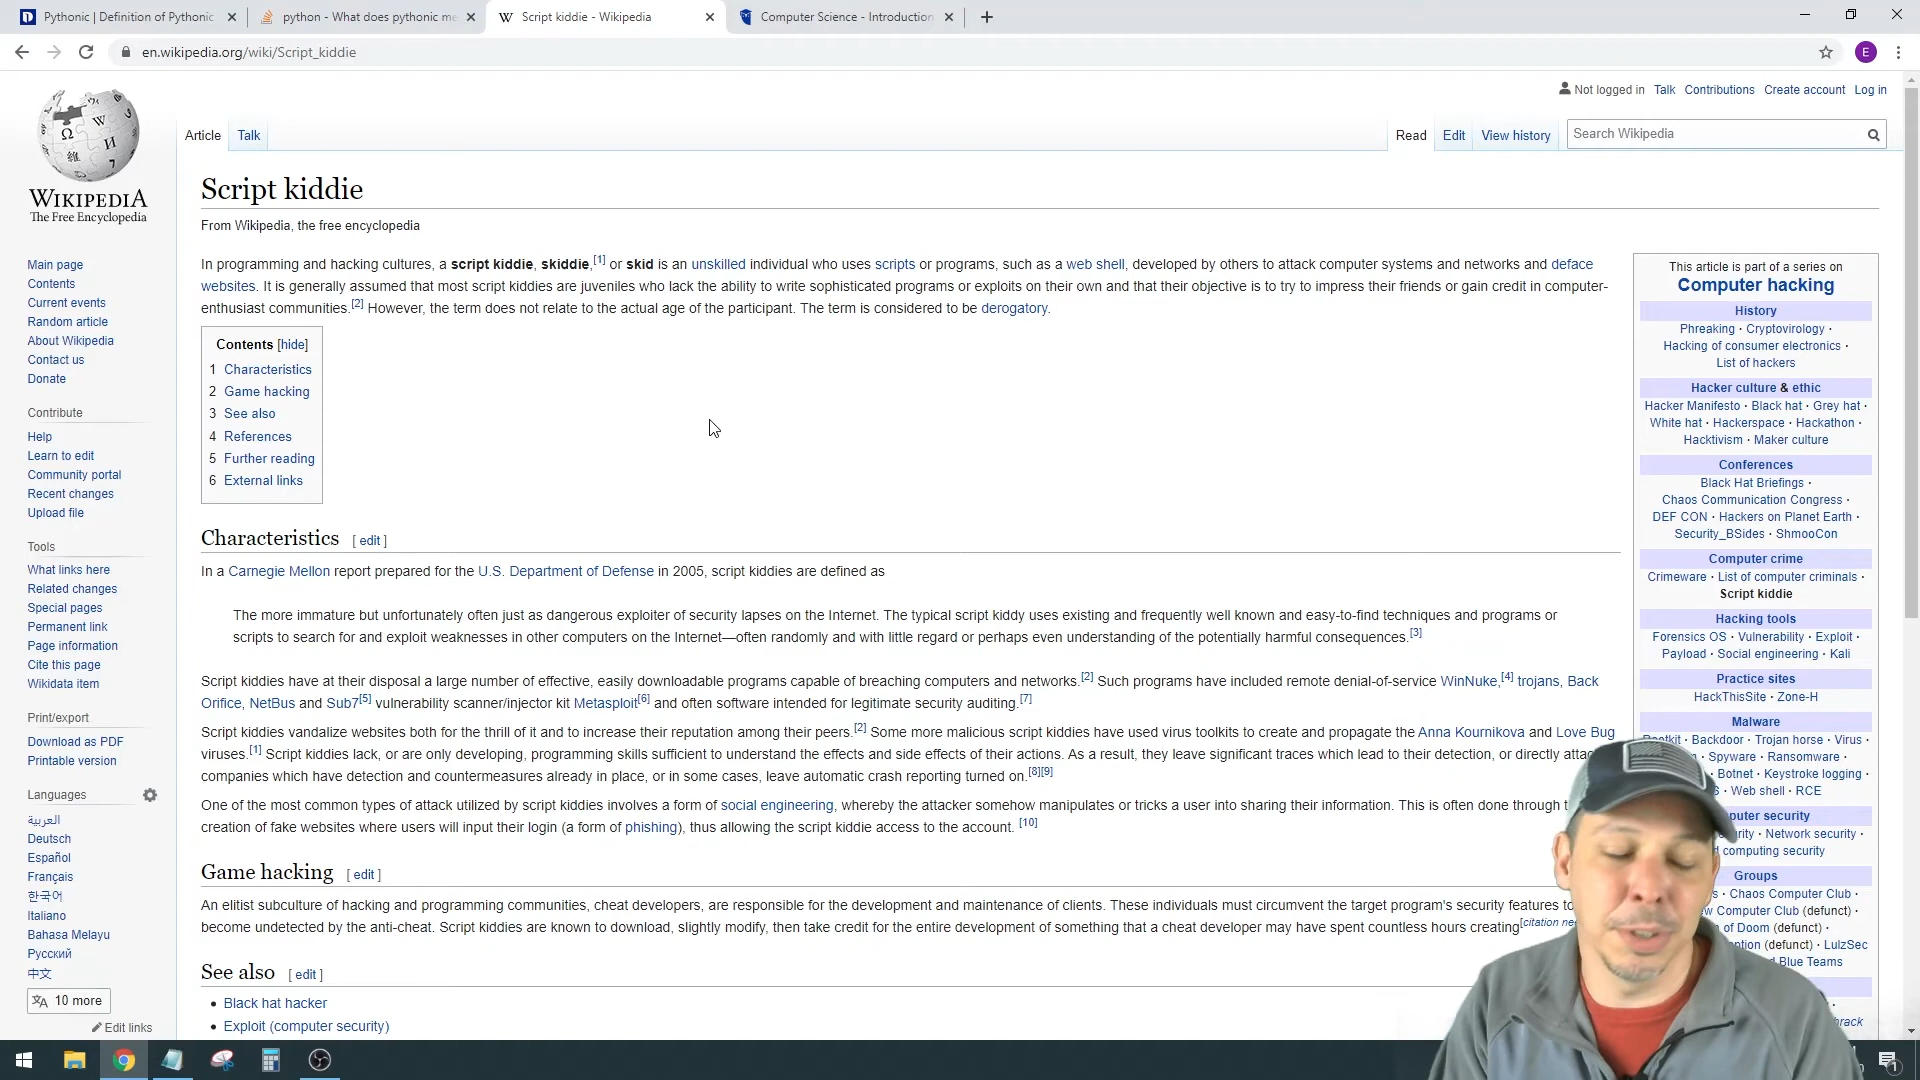 Pythonic | Definition of Pythonic
python - What does pythonic me
Script kiddie - Wikipedia
Computer Science - Introduction
en.wikipedia.org/wiki/Script_kiddie
E
Not logged in Talk Contributions Create account Log in
Article Talk
Read Edit View history
Search Wikipedia
WIKIPEDIA
The Free Encyclopedia
Main page
Contents
Current events
Random article
About Wikipedia
Contact us
Donate
Contribute
Help
Learn to edit
Community portal
Recent changes
Upload file
Tools
What links here
Related changes
Special pages
Permanent link
Page information
Cite this page
Wikidata item
Print/export
Download as PDF
Printable version
Languages
العربية
Deutsch
Español
Français
한국어
Italiano
Bahasa Melayu
Русский
中文
10 more
Edit links
Script kiddie
From Wikipedia, the free encyclopedia
In programming and hacking cultures, a script kiddie, skiddie,[1] or skid is an unskilled individual who uses scripts or programs, such as a web shell, developed by others to attack computer systems and networks and deface
websites. It is generally assumed that most script kiddies are juveniles who lack the ability to write sophisticated programs or exploits on their own and that their objective is to try to impress their friends or gain credit in computer-
enthusiast communities.[2] However, the term does not relate to the actual age of the participant. The term is considered to be derogatory.
Contents [hide]
1 Characteristics
2 Game hacking
3 See also
4 References
5 Further reading
6 External links
Characteristics [ edit ]
In a Carnegie Mellon report prepared for the U.S. Department of Defense in 2005, script kiddies are defined as
The more immature but unfortunately often just as dangerous exploiter of security lapses on the Internet. The typical script kiddy uses existing and frequently well known and easy-to-find techniques and programs or
scripts to search for and exploit weaknesses in other computers on the Internet—often randomly and with little regard or perhaps even understanding of the potentially harmful consequences.[3]
Script kiddies have at their disposal a large number of effective, easily downloadable programs capable of breaching computers and networks.[2] Such programs have included remote denial-of-service WinNuke,[4] trojans, Back
Orifice, NetBus and Sub7[5] vulnerability scanner/injector kit Metasploit[6] and often software intended for legitimate security auditing.[7]
Script kiddies vandalize websites both for the thrill of it and to increase their reputation among their peers.[2] Some more malicious script kiddies have used virus toolkits to create and propagate the Anna Kournikova and Love Bug
viruses.[1] Script kiddies lack, or are only developing, programming skills sufficient to understand the effects and side effects of their actions. As a result, they leave significant traces which lead to their detection, or directly attac
companies which have detection and countermeasures already in place, or in some cases, leave automatic crash reporting turned on.[8][9]
One of the most common types of attack utilized by script kiddies involves a form of social engineering, whereby the attacker somehow manipulates or tricks a user into sharing their information. This is often done through t
creation of fake websites where users will input their login (a form of phishing), thus allowing the script kiddie access to the account. [10]
Game hacking [ edit ]
An elitist subculture of hacking and programming communities, cheat developers, are responsible for the development and maintenance of clients. These individuals must circumvent the target program's security features to
become undetected by the anti-cheat. Script kiddies are known to download, slightly modify, then take credit for the entire development of something that a cheat developer may have spent countless hours creating[citation ne
See also [ edit ]
• Black hat hacker
• Exploit (computer security)
This article is part of a series on
Computer hacking
History
Phreaking · Cryptovirology ·
Hacking of consumer electronics ·
List of hackers
Hacker culture & ethic
Hacker Manifesto · Black hat · Grey hat ·
White hat · Hackerspace · Hackathon ·
Hacktivism · Maker culture
Conferences
Black Hat Briefings ·
Chaos Communication Congress ·
DEF CON · Hackers on Planet Earth ·
Security_BSides · ShmooCon
Computer crime
Crimeware · List of computer criminals ·
Script kiddie
Hacking tools
Forensics OS · Vulnerability · Exploit ·
Payload · Social engineering · Kali
Practice sites
HackThisSite · Zone-H
Malware
Rootkit · Backdoor · Trojan horse · Virus ·
· Spyware · Ransomware ·
Botnet · Keystroke logging ·
· Web shell · RCE
puter security
· Network security ·
computing security
Groups
· Chaos Computer Club ·
Computer Club (defunct) ·
of Doom (defunct) ·
(defunct) · LulzSec
Blue Teams
1